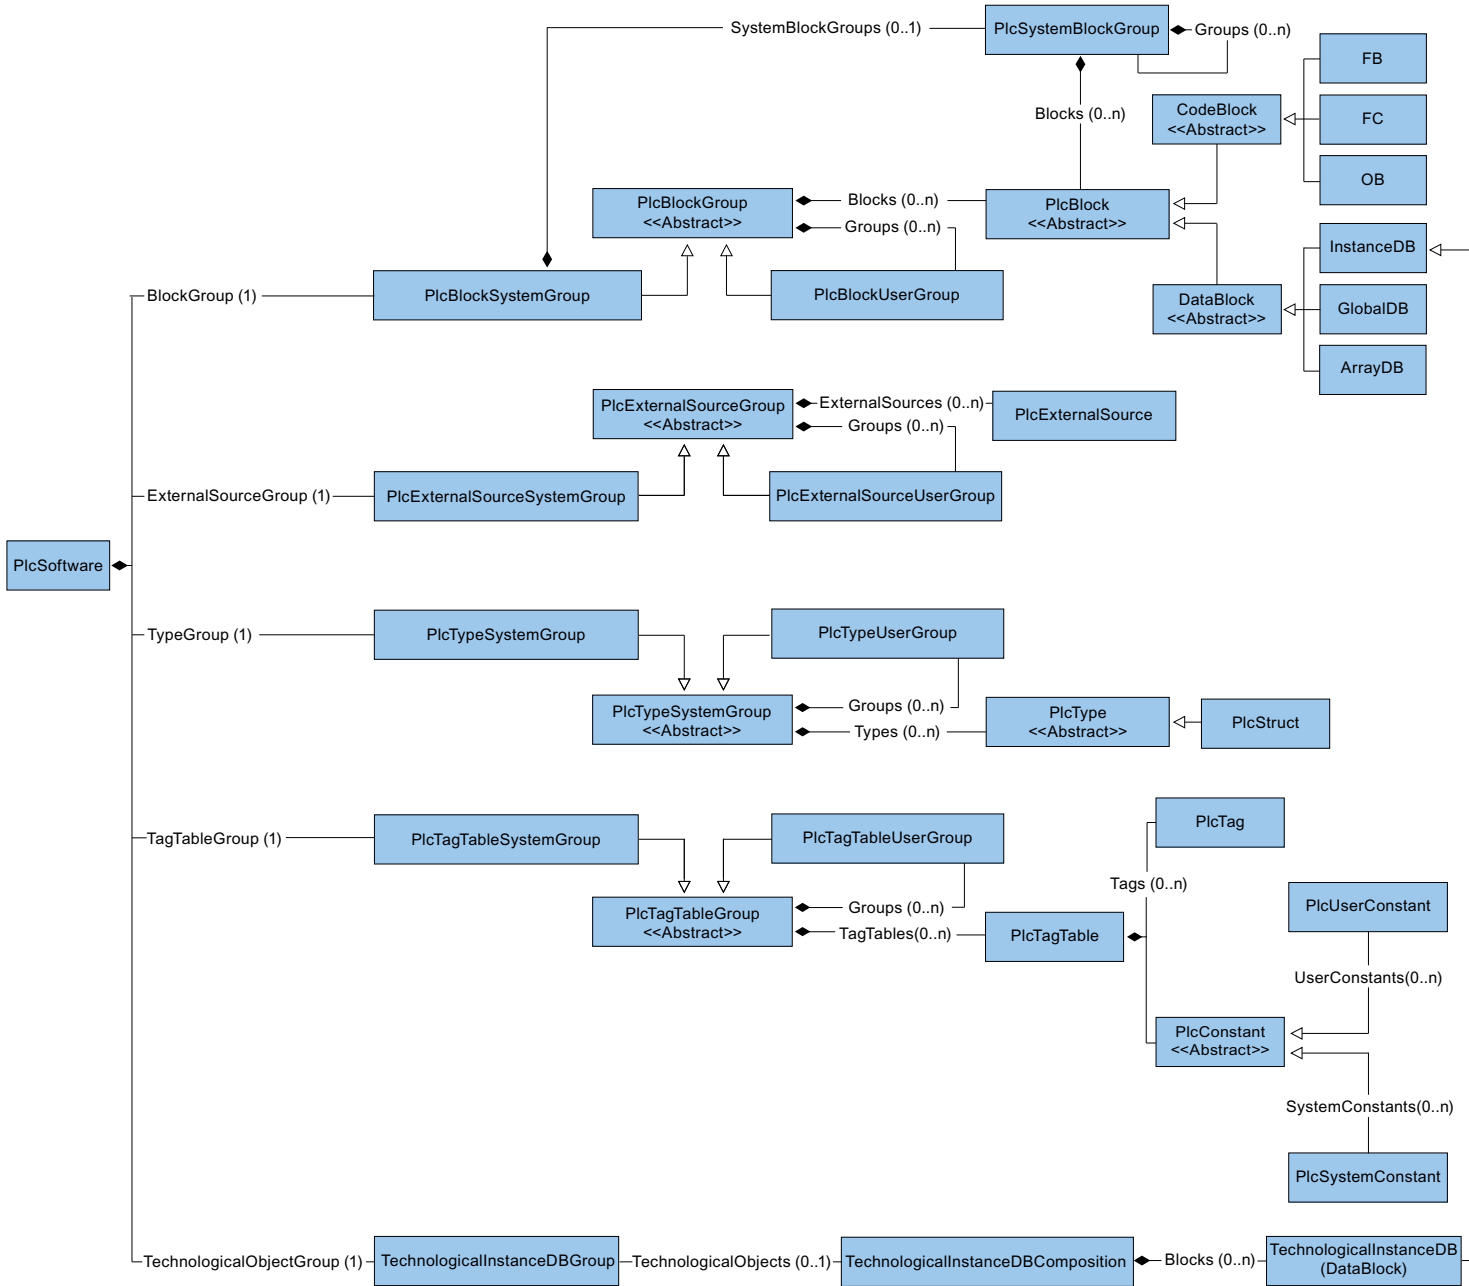 SystemBlockGroups (0..1)
PlcSystemBlockGroup
Groups (0..n)
FB
Blocks (0..n)
CodeBlock
<<Abstract>>
FC
OB
PlcBlockGroup
<<Abstract>>
Blocks (0..n)
Groups (0..n)
PlcBlock
<<Abstract>>
InstanceDB
BlockGroup (1)
PlcBlockSystemGroup
PlcBlockUserGroup
DataBlock
<<Abstract>>
GlobalDB
ArrayDB
PlcExternalSourceGroup
<<Abstract>>
ExternalSources (0..n)
Groups (0..n)
PlcExternalSource
ExternalSourceGroup (1)
PlcExternalSourceSystemGroup
PlcExternalSourceUserGroup
PlcSoftware
TypeGroup (1)
PlcTypeSystemGroup
PlcTypeUserGroup
PlcTypeSystemGroup
<<Abstract>>
Groups (0..n)
Types (0..n)
PlcType
<<Abstract>>
PlcStruct
TagTableGroup (1)
PlcTagTableSystemGroup
PlcTagTableUserGroup
PlcTag
Tags (0..n)
PlcTagTableGroup
<<Abstract>>
Groups (0..n)
TagTables(0..n)
PlcTagTable
PlcUserConstant
UserConstants(0..n)
PlcConstant
<<Abstract>>
SystemConstants(0..n)
PlcSystemConstant
TechnologicalObjectGroup (1)
TechnologicalInstanceDBGroup
TechnologicalObjects (0..1)
TechnologicalInstanceDBComposition
Blocks (0..n)
TechnologicalInstanceDB
(DataBlock)